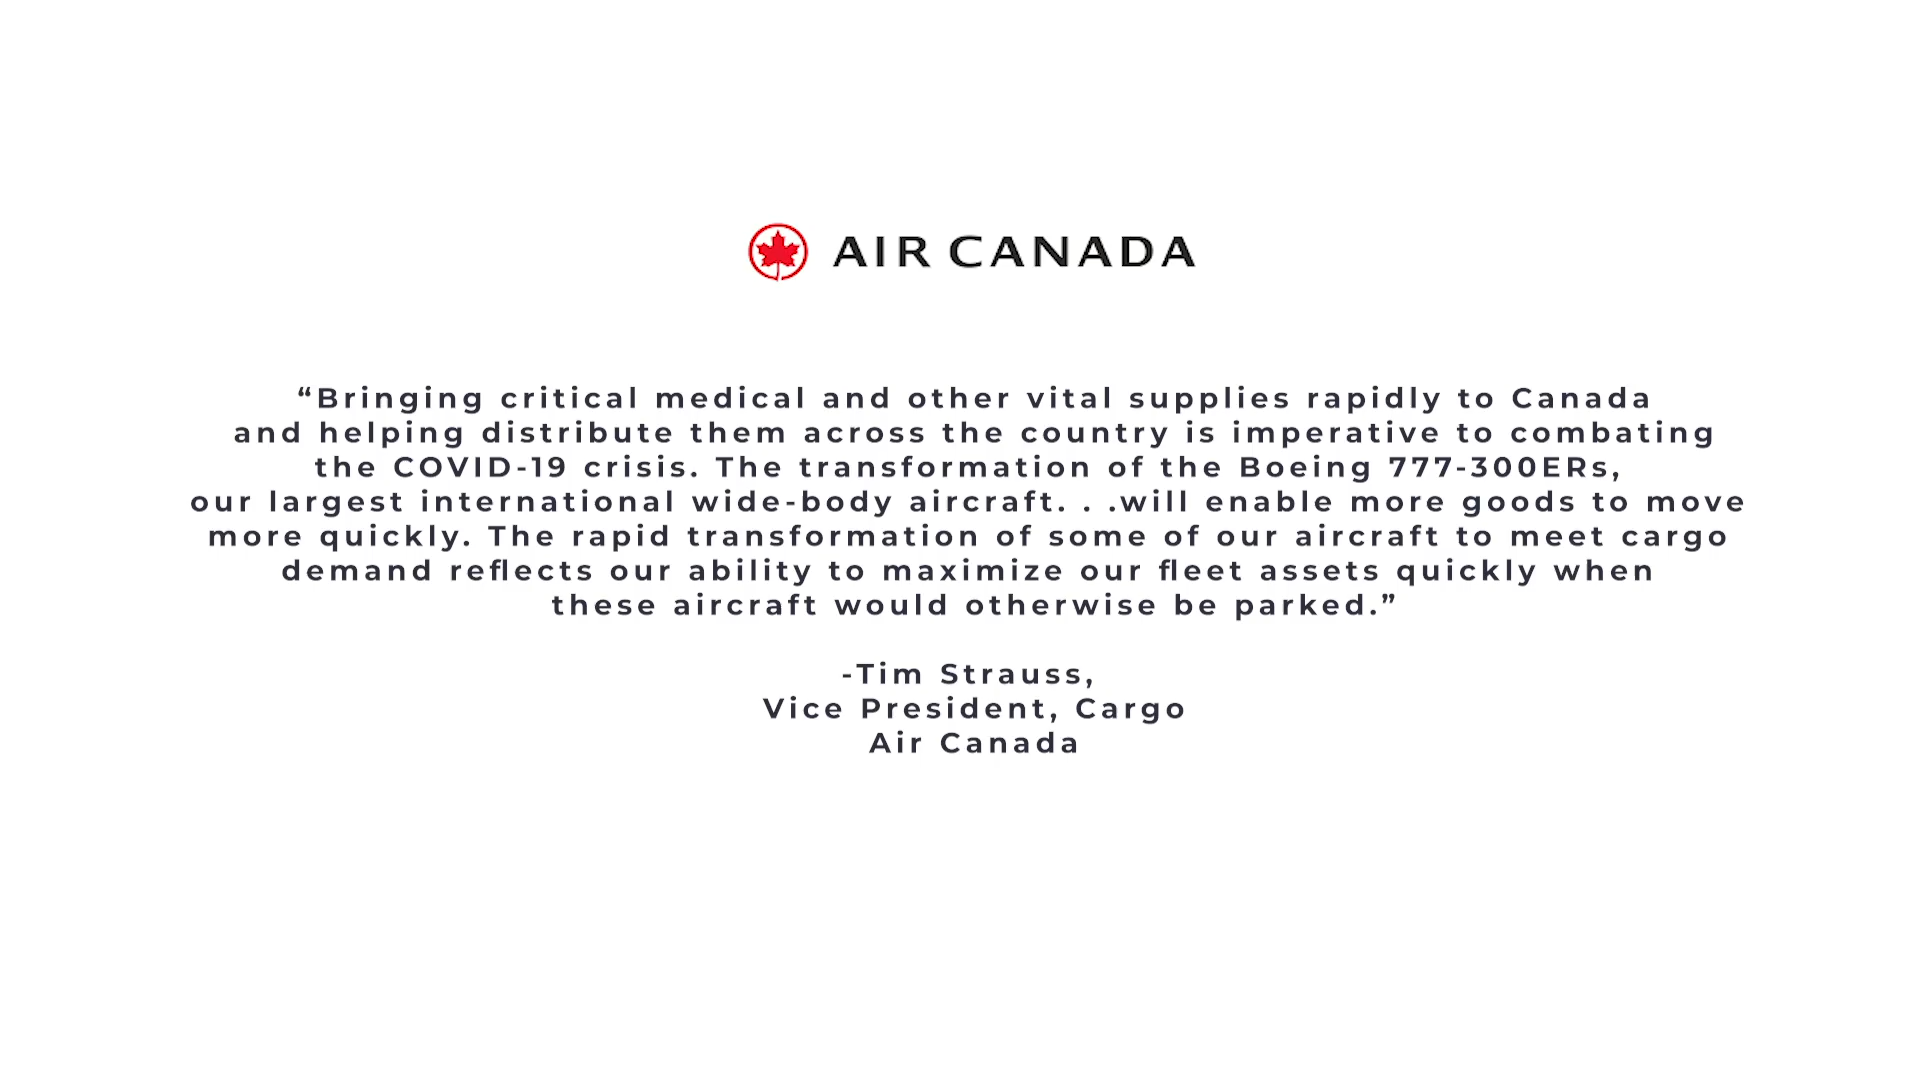 AIR CANADA
“Bringing critical medical and other vital supplies rapidly to Canada
and helping distribute them across the country is imperative to combating
the COVID-19 crisis. The transformation of the Boeing 777-300ERs,
our largest international wide-body aircraft. . .will enable more goods to move
more quickly. The rapid transformation of some of our aircraft to meet cargo
demand reflects our ability to maximize our fleet assets quickly when
these aircraft would otherwise be parked.”
-Tim Strauss,
Vice President, Cargo
Air Canada